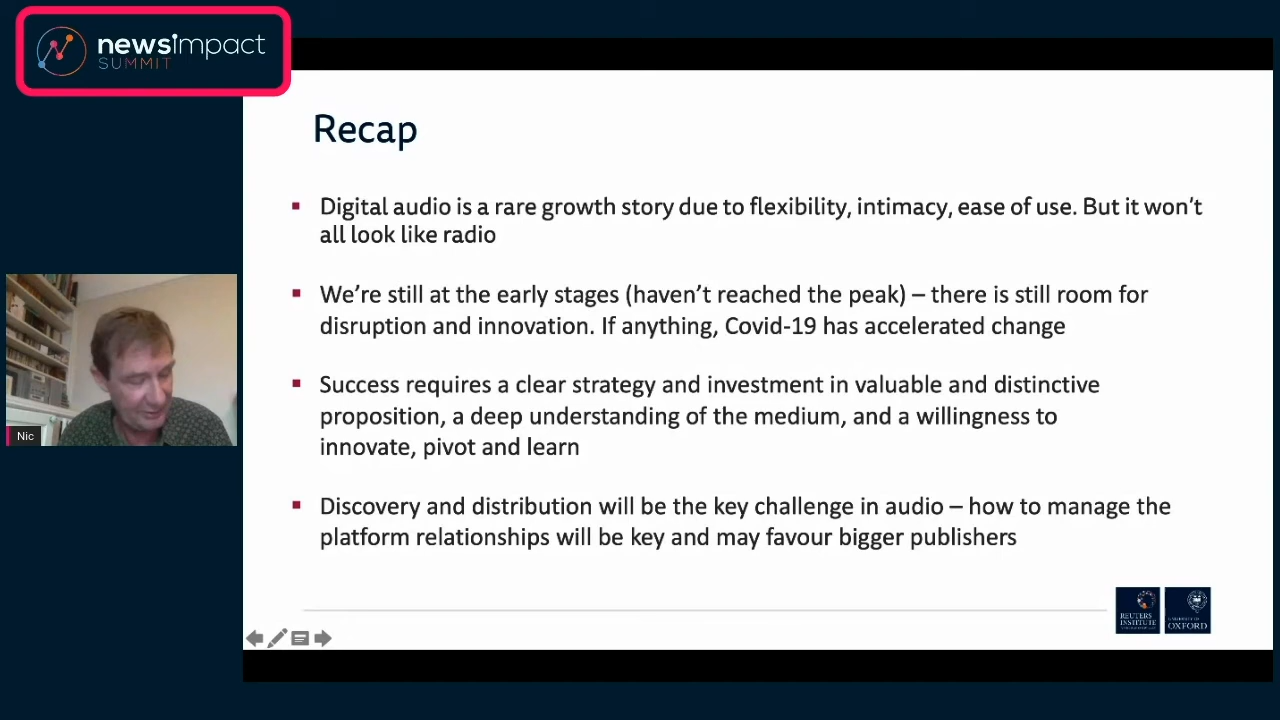 newsimpact
SUMMIT
Recap
Digital audio is a rare growth story due to flexibility, intimacy, ease of use. But it won’t
all look like radio
We’re still at the early stages (haven’t reached the peak) – there is still room for
disruption and innovation. If anything, Covid-19 has accelerated change
Success requires a clear strategy and investment in valuable and distinctive
proposition, a deep understanding of the medium, and a willingness to
innovate, pivot and learn
Discovery and distribution will be the key challenge in audio – how to manage the
platform relationships will be key and may favour bigger publishers
Nic
REUTERS
INSTITUTE
UNIVERSITY OF
OXFORD